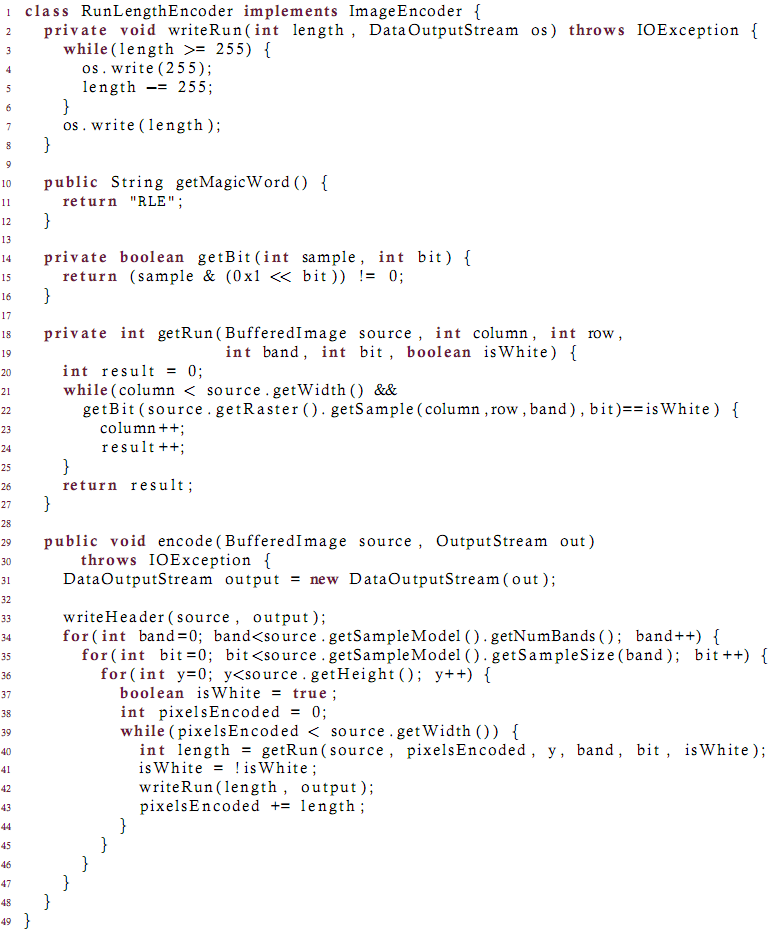 1 class RunLengthEncoder implements ImageEncoder {
2 private void writeRun(int length, DataOutputStream os) throws IOException {
3 while(length >= 255) {
4 os.write(255);
5 length -= 255;
6 }
7 os.write(length);
8 }
9
10 public String getMagicWord() {
11 return "RLE";
12 }
13
14 private boolean getBit(int sample, int bit) {
15 return (sample & (0x1 << bit)) != 0;
16 }
17
18 private int getRun(BufferedImage source, int column, int row,
19 int band, int bit, boolean isWhite) {
20 int result = 0;
21 while(column < source.getWidth() &&
22 getBit(source.getRaster().getSample(column,row,band),bit)==isWhite) {
23 column++;
24 result++;
25 }
26 return result;
27 }
28
29 public void encode(BufferedImage source, OutputStream out)
30 throws IOException {
31 DataOutputStream output = new DataOutputStream(out);
32
33 writeHeader(source, output);
34 for(int band=0; band<source.getSampleModel().getNumBands(); band++) {
35 for(int bit=0; bit<source.getSampleModel().getSampleSize(band); bit++) {
36 for(int y=0; y<source.getHeight(); y++) {
37 boolean isWhite = true;
38 int pixelsEncoded = 0;
39 while(pixelsEncoded < source.getWidth()) {
40 int length = getRun(source, pixelsEncoded, y, band, bit, isWhite);
41 isWhite = !isWhite;
42 writeRun(length, output);
43 pixelsEncoded += length;
44 }
45 }
46 }
47 }
48 }
49 }